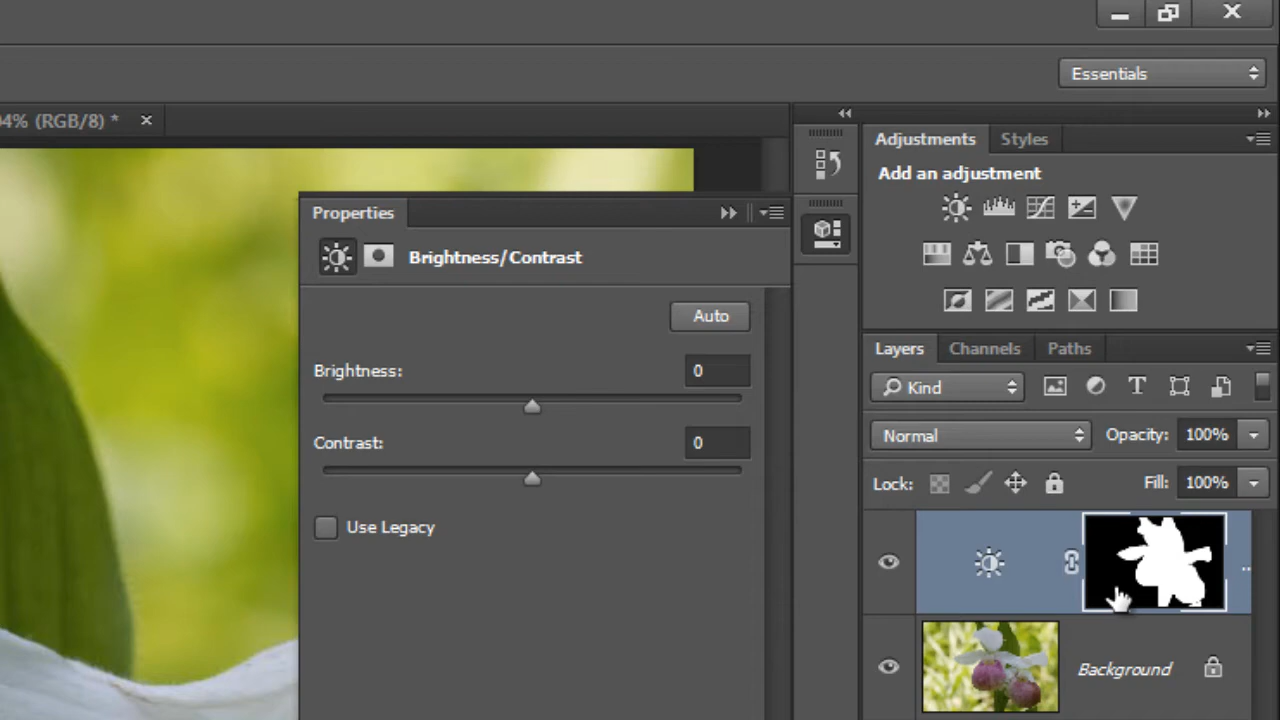 Essentials
04% (RGB/8) *
Adjustments
Styles
Add an adjustment
Properties
Brightness/Contrast
Auto
Brightness:
0
Contrast:
0
Use Legacy
Layers
Channels
Paths
Kind
Normal
Opacity:
100%
Lock:
Fill:
100%
...
Background